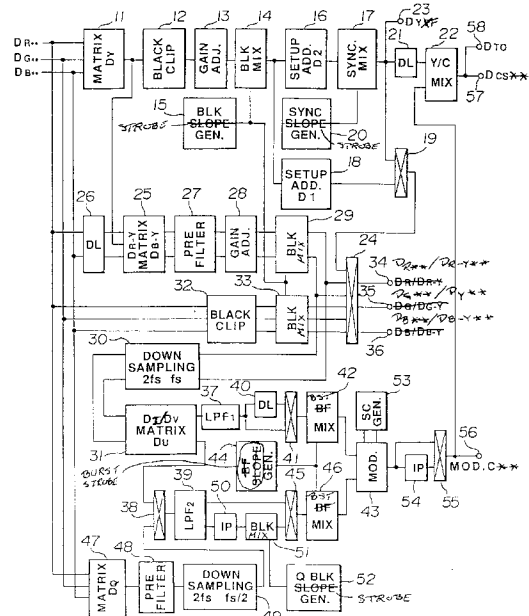 11 12 13 14 16 17 23 DYXF
21 22 58 DTO
DR** DG** DB**
MATRIX DY
BLACK CLIP
GAIN ADJ.
BLK MIX
SETUP ADD. D2
SYNC. MIX
DL
Y/C MIX
DCS**
57
15 BLK SLOPE GEN.
STROBE
SYNC SLOPE GEN.
20
STROBE
19
18
SETUP ADD. D1
26 25 27 28 29 24
DL
DR-Y MATRIX DB-Y
PRE FILTER
GAIN ADJ.
BLK MIX
DR**/DR-Y**
34
DR/DR-Y
DG**/DY**
35
DG/DG-Y
DB**/DB-Y**
36
DB/DB-Y
32 33
BLACK CLIP
BLK MIX
30
DOWN SAMPLING 2fs fs
31
DI/DV MATRIX DU
37
LPF1
40
DL
41
42
BST BF MIX
53
SC GEN.
BURST STROBE
44
BF SLOPE GEN.
45
46
BST BF MIX
MOD.
43
IP
54
55
56
MOD.C**
38
39
LPF2
50
IP
BLK MIX
51
47
MATRIX DQ
48
PRE FILTER
DOWN SAMPLING 2fs fs/2
49
Q BLK SLOPE GEN.
52
STROBE